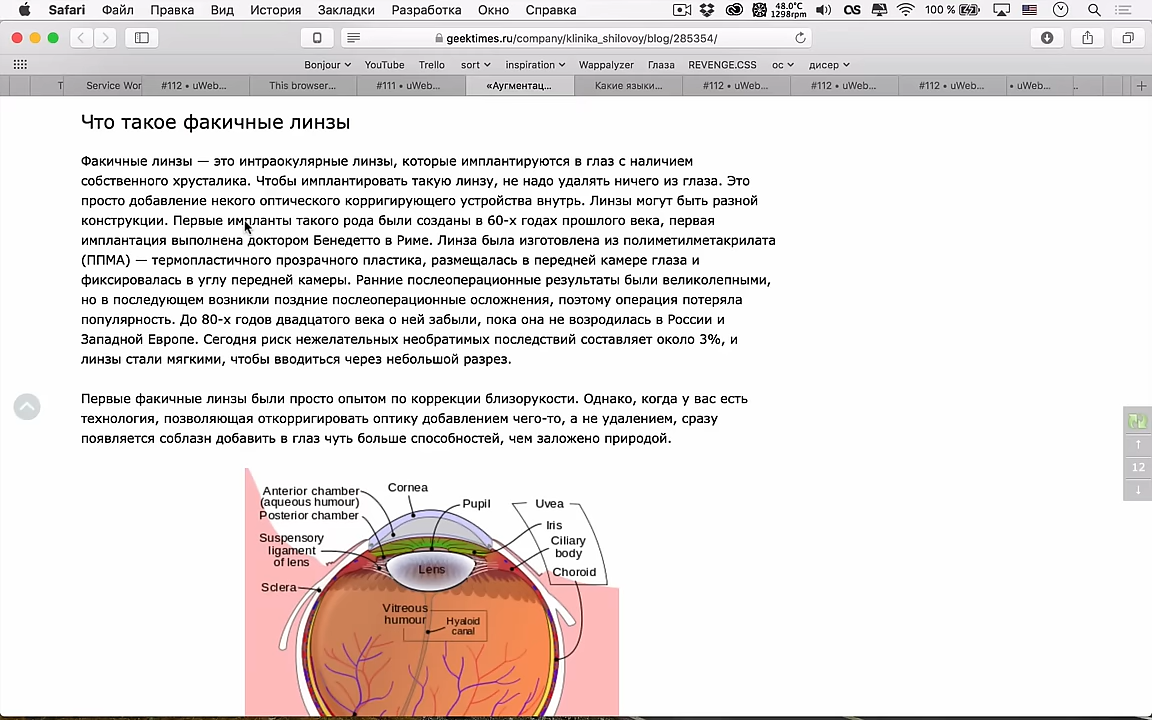 Safari Файл Правка Вид История Закладки Разработка Окно Справка 48.0°C 1298rpm 100 %
geektimes.ru/company/klinika_shilovoy/blog/285354/
Bonjour YouTube Trello sort inspiration Wappalyzer Глаза REVENGE.CSS ос дисер
T Service Wor #112 • uWeb... This browser... #111 • uWeb... «Аугментац... Какие языки... #112 • uWeb... #112 • uWeb... #112 • uWeb... • uWeb... ..
Что такое факичные линзы
Факичные линзы — это интраокулярные линзы, которые имплантируются в глаз с наличием
собственного хрусталика. Чтобы имплантировать такую линзу, не надо удалять ничего из глаза. Это
просто добавление некого оптического корригирующего устройства внутрь. Линзы могут быть разной
конструкции. Первые импланты такого рода были созданы в 60-х годах прошлого века, первая
имплантация выполнена доктором Бенедетто в Риме. Линза была изготовлена из полиметилметакрилата
(ППМА) — термопластичного прозрачного пластика, размещалась в передней камере глаза и
фиксировалась в углу передней камеры. Ранние послеоперационные результаты были великолепными,
но в последующем возникли поздние послеоперационные осложнения, поэтому операция потеряла
популярность. До 80-х годов двадцатого века о ней забыли, пока она не возродилась в России и
Западной Европе. Сегодня риск нежелательных необратимых последствий составляет около 3%, и
линзы стали мягкими, чтобы вводиться через небольшой разрез.
Первые факичные линзы были просто опытом по коррекции близорукости. Однако, когда у вас есть
технология, позволяющая откорригировать оптику добавлением чего-то, а не удалением, сразу
появляется соблазн добавить в глаз чуть больше способностей, чем заложено природой.
12
Anterior chamber
(aqueous humour)
Posterior chamber
Cornea
Pupil
Uvea
Iris
Ciliary
body
Choroid
Suspensory
ligament
of lens
Lens
Sclera
Vitreous
humour
Hyaloid
canal